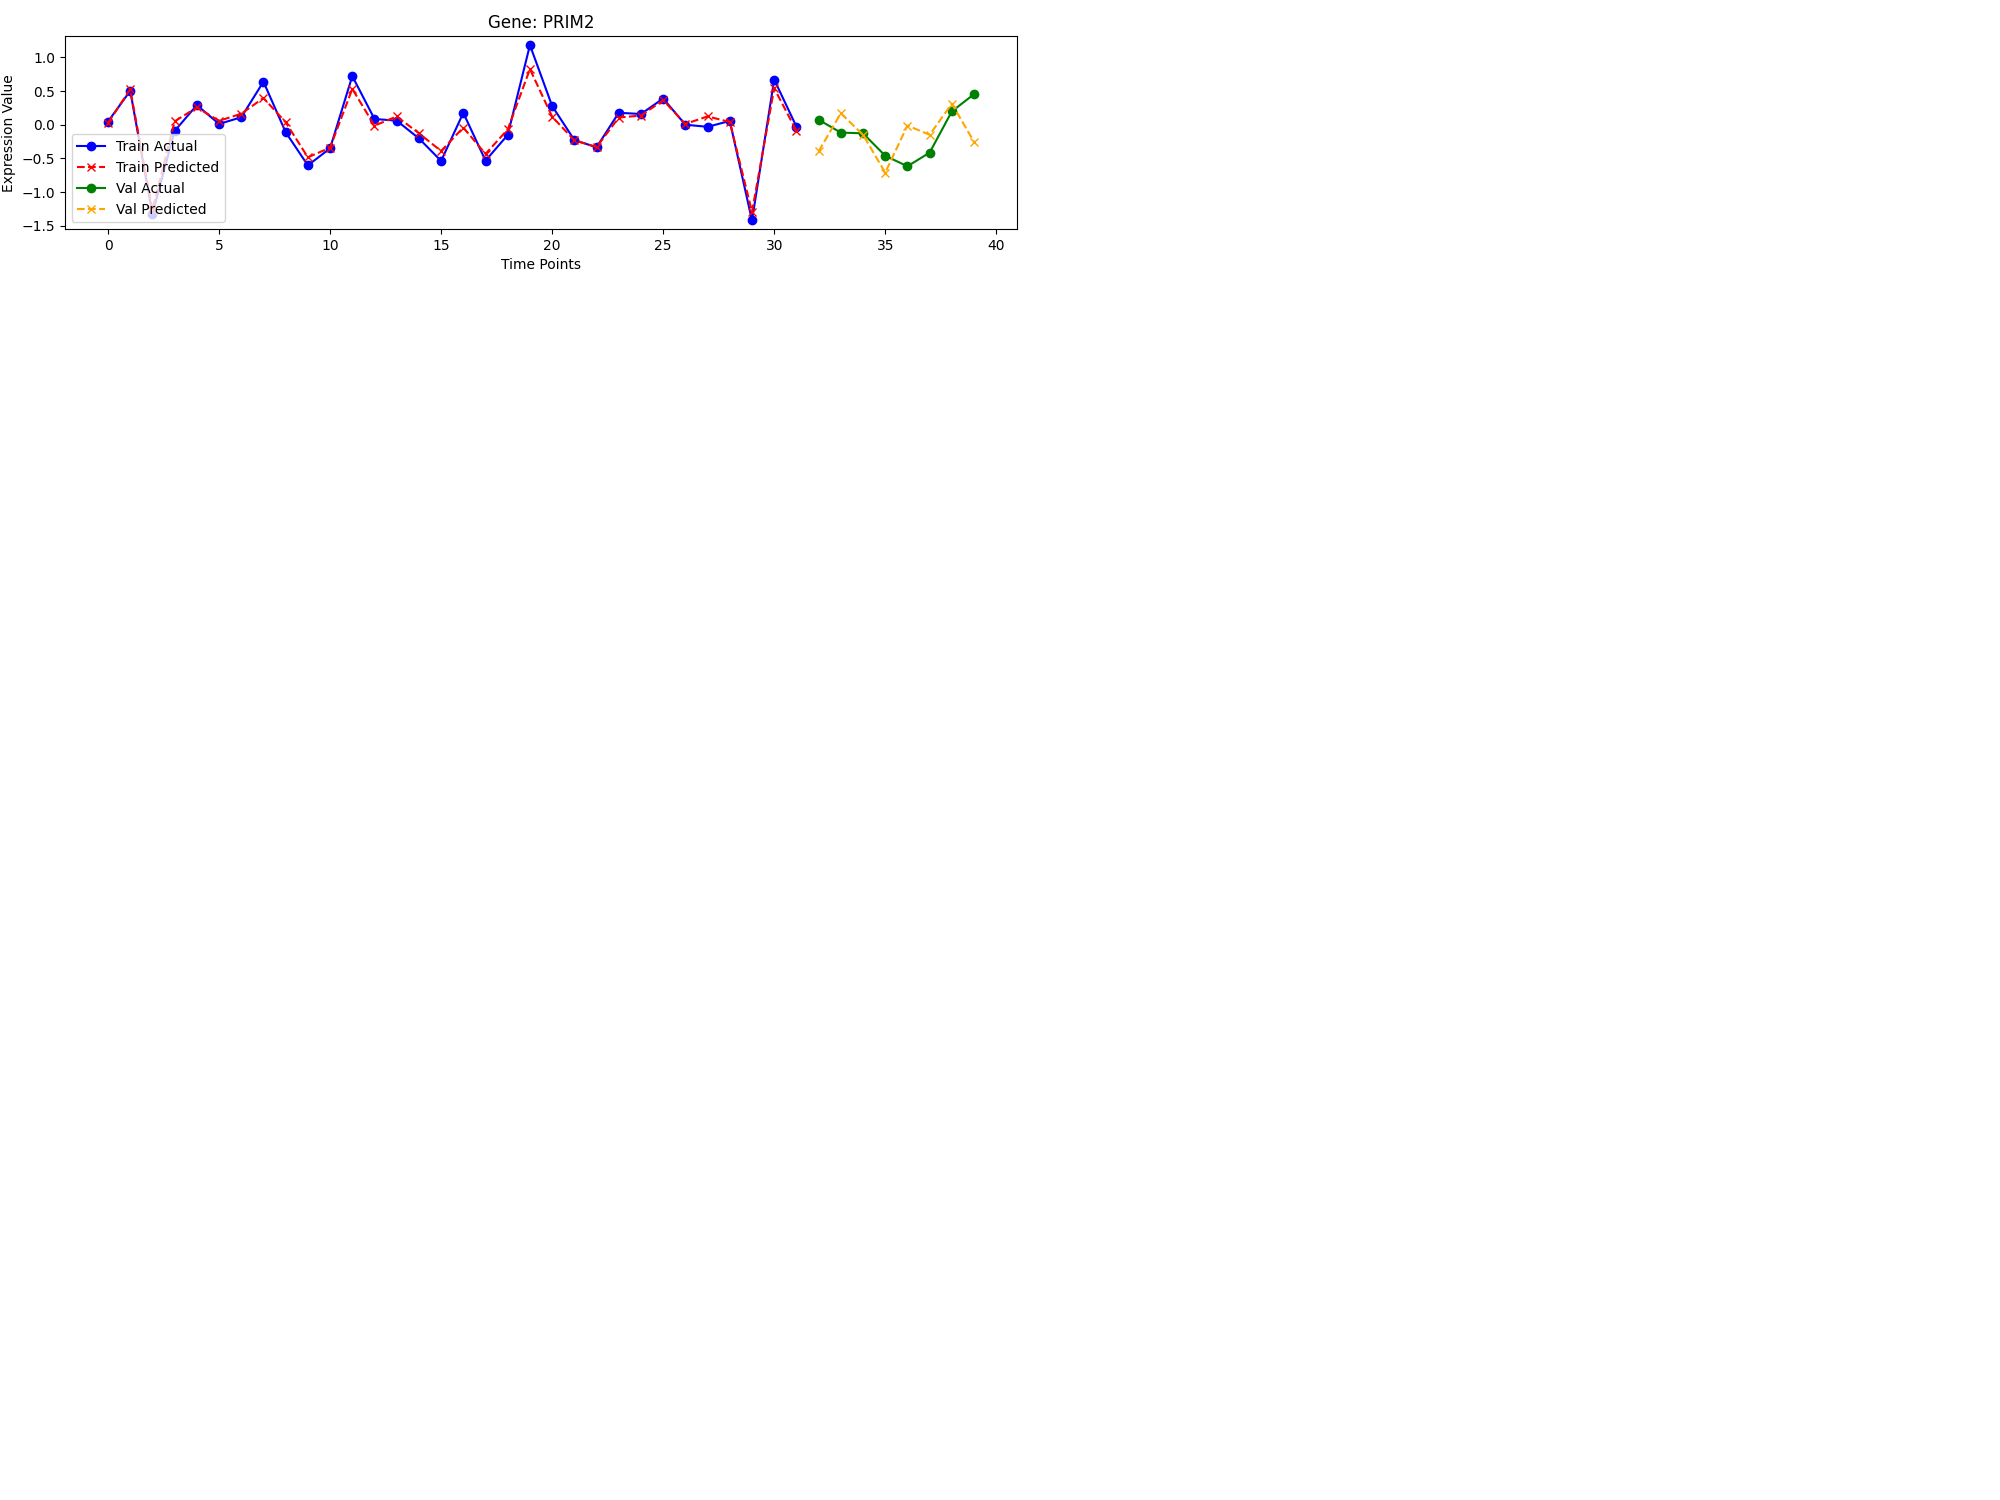 Gene: PRIM2
Expression Value
1.0
0.5
0.0
−0.5
−1.0
−1.5
Train Actual
Train Predicted
Val Actual
Val Predicted
0 5 10 15 20 25 30 35 40
Time Points